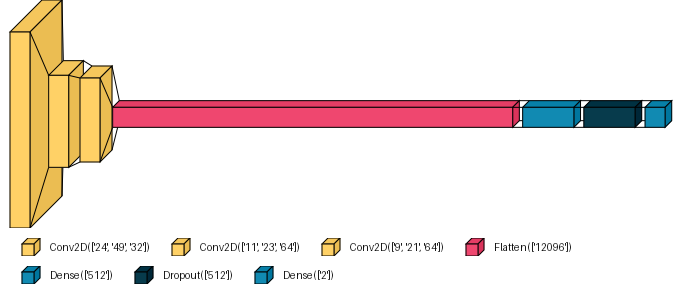 Conv2D(['24', '49', '32']) Conv2D(['11', '23', '64']) Conv2D(['9', '21', '64']) Flatten(['12096'])
Dense(['512']) Dropout(['512']) Dense(['2'])